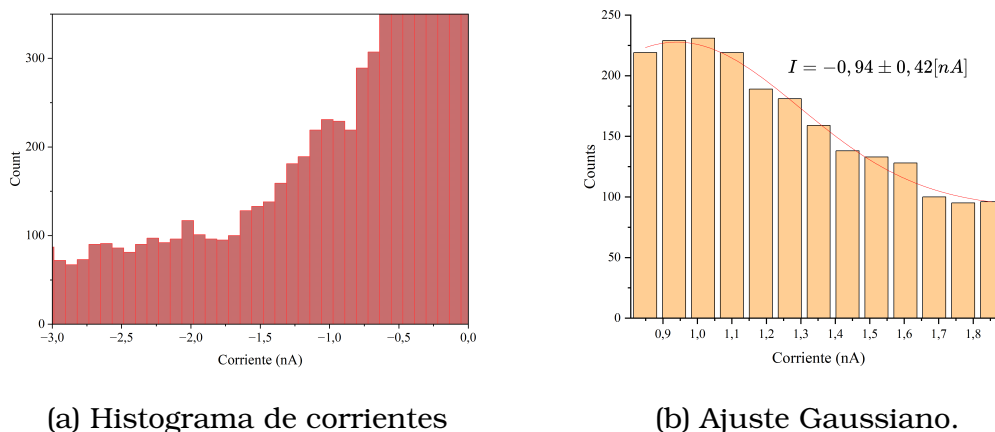 300
200
100
0
Count
−3,0 −2,5 −2,0 −1,5 −1,0 −0,5 0,0
Corriente (nA)
(a) Histograma de corrientes
250
200
150
100
50
0
Counts
I = −0, 94 ± 0, 42[nA]
0,9 1,0 1,1 1,2 1,3 1,4 1,5 1,6 1,7 1,8
Corriente (nA)
(b) Ajuste Gaussiano.